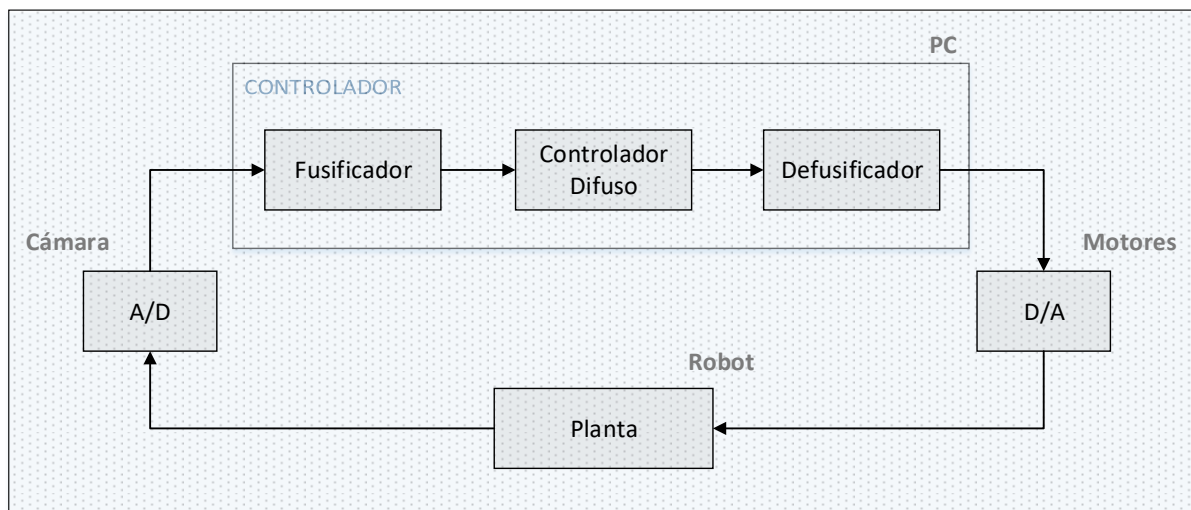 PC
CONTROLADOR
Fusificador
Controlador
Difuso
Defusificador
Cámara
Motores
A/D
D/A
Robot
Planta